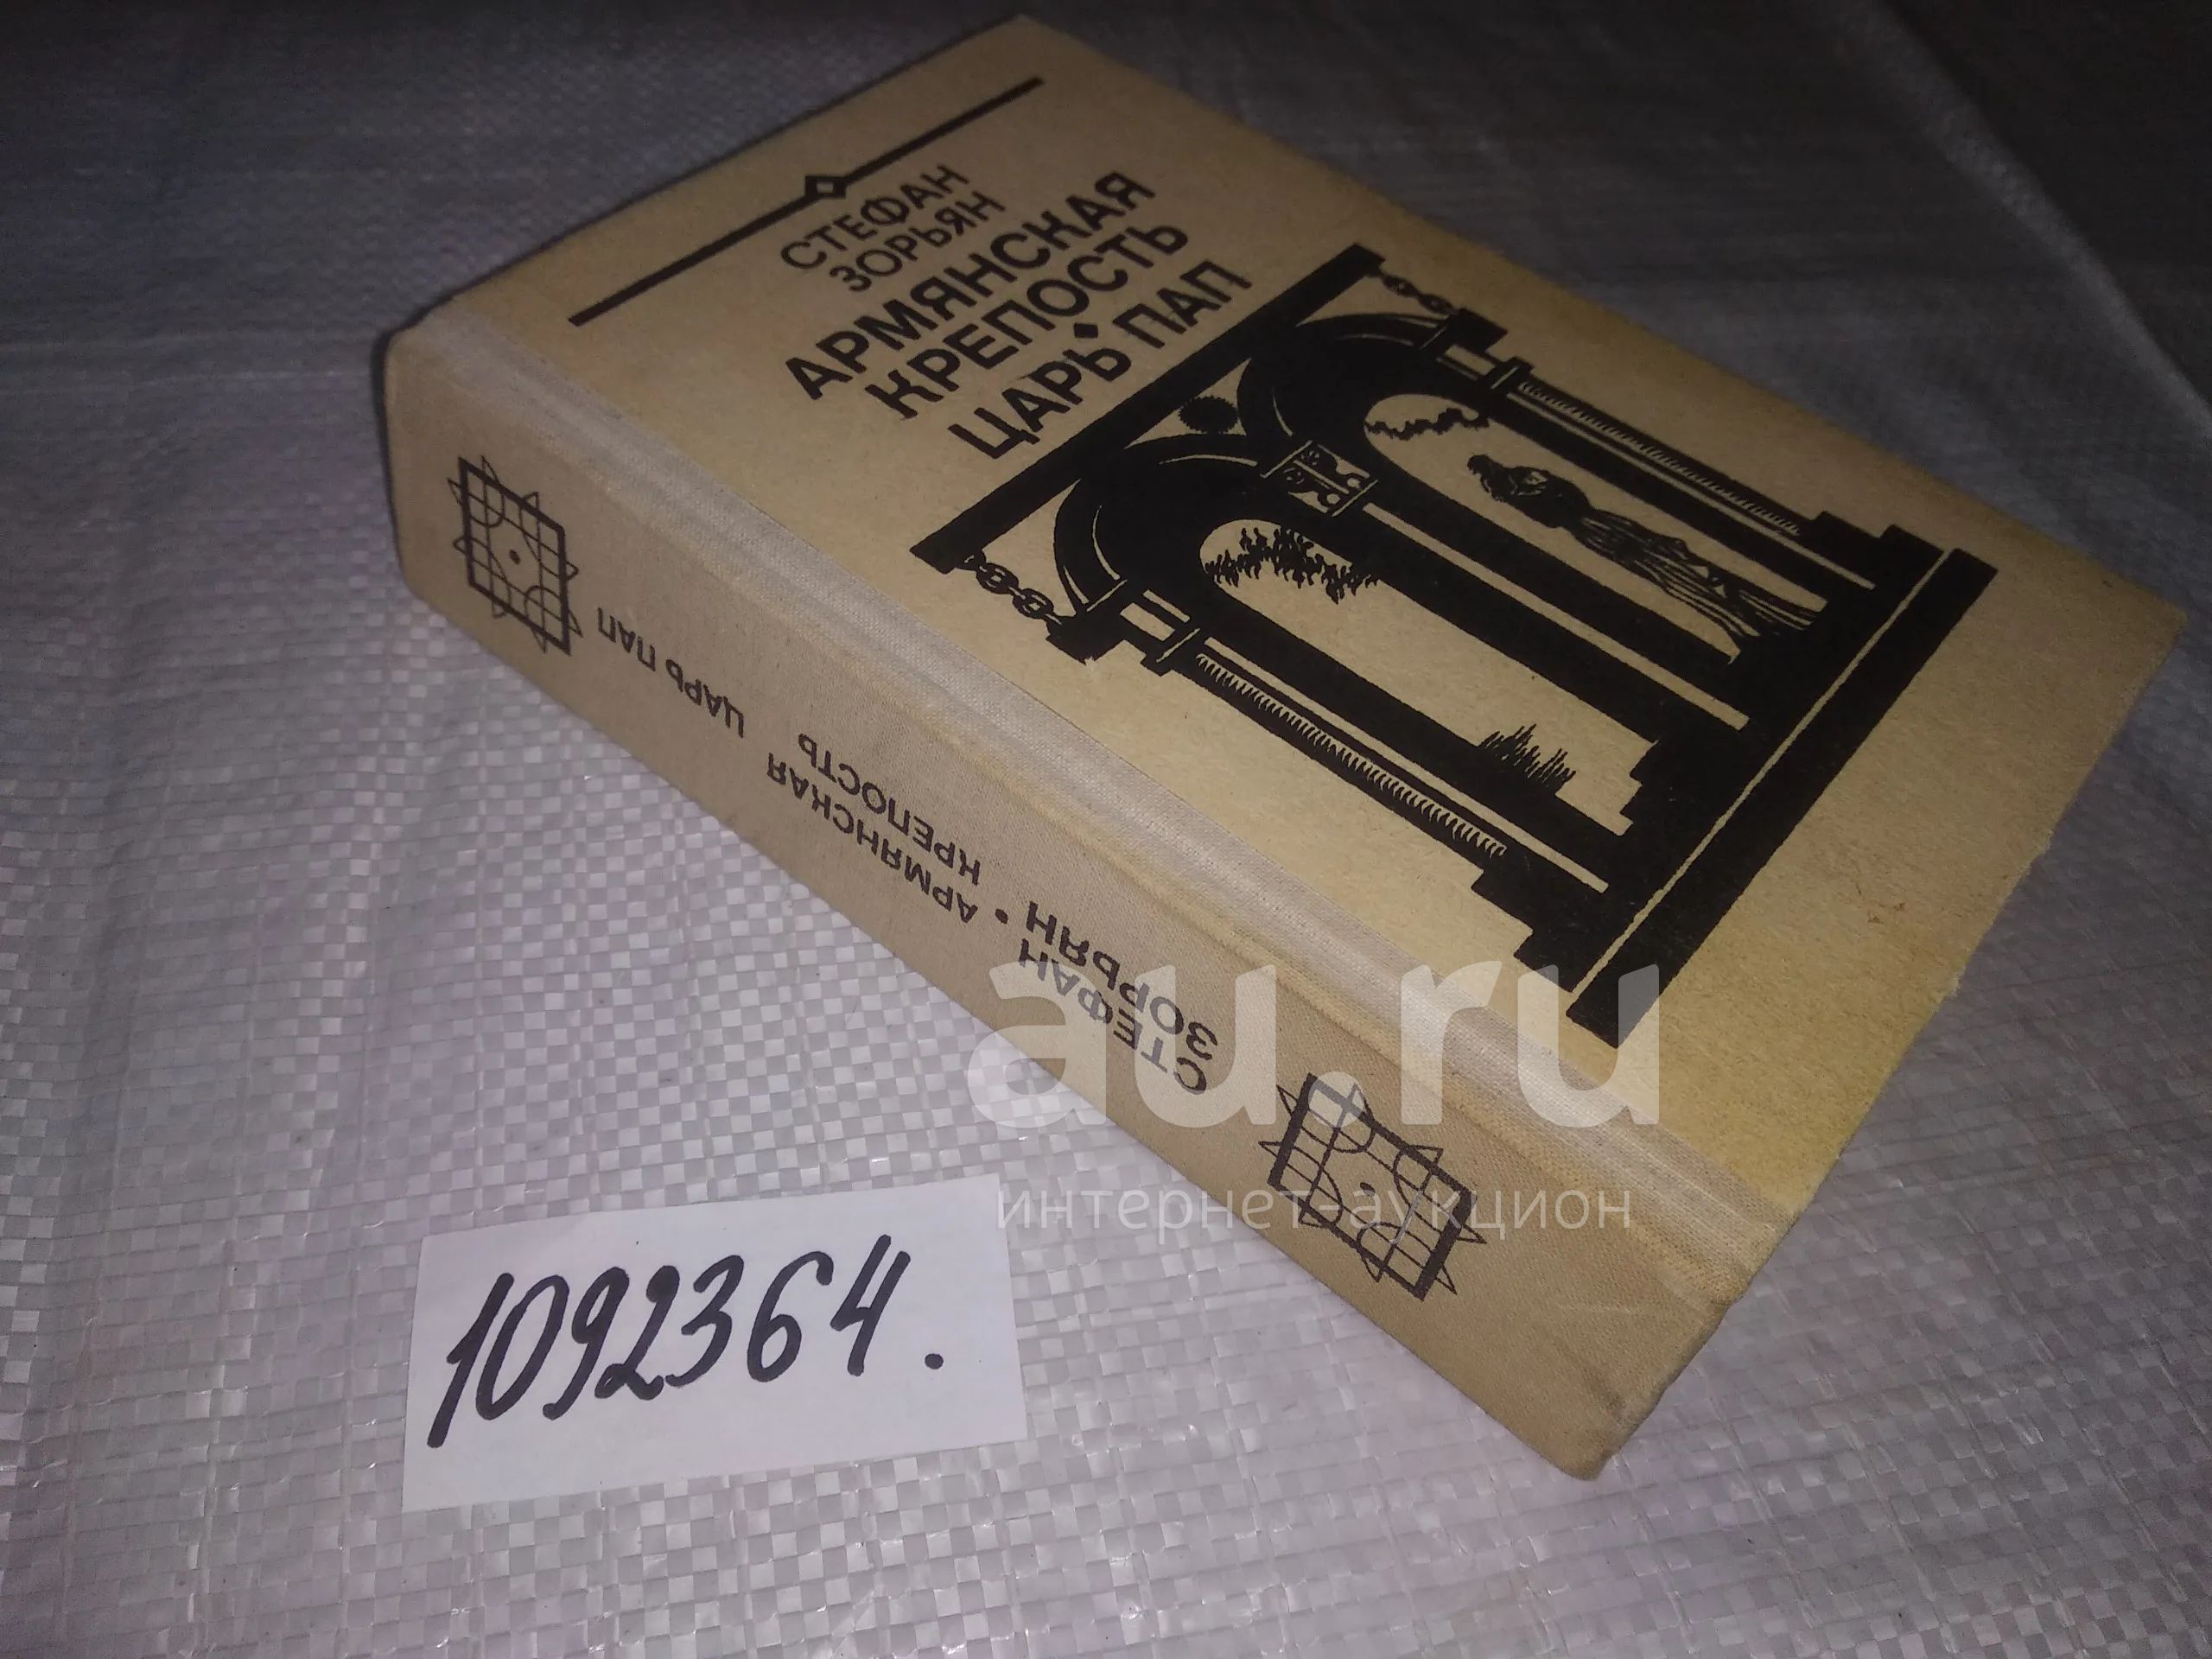 СТЕФАН
ЗОРЬЯН
АРМЯНСКАЯ
КРЕПОСТЬ
ЦАРЬ ПАП
СТЕФАН
ЗОРЬЯН •
АРМЯНСКАЯ
КРЕПОСТЬ
ЦАРЬ ПАП
au.ru
интернет-аукцион
1092364.